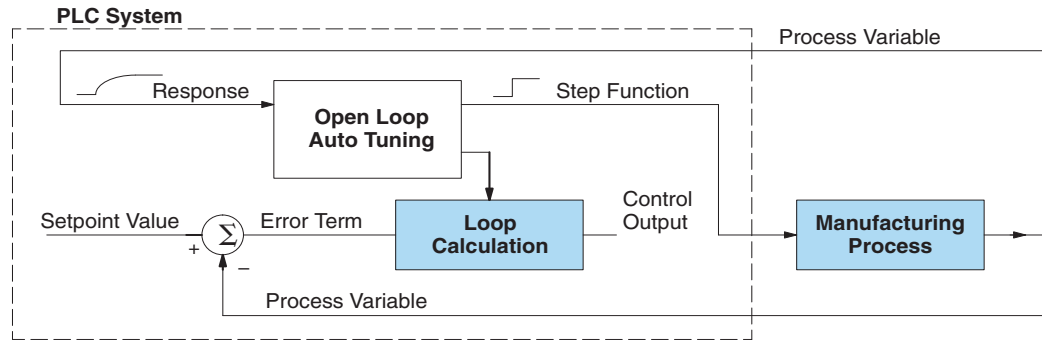 PLC System
Process Variable
Response
Step Function
Open Loop
Auto Tuning
Setpoint Value
+
Σ
−
Error Term
Loop
Calculation
Control
Output
Manufacturing
Process
Process Variable